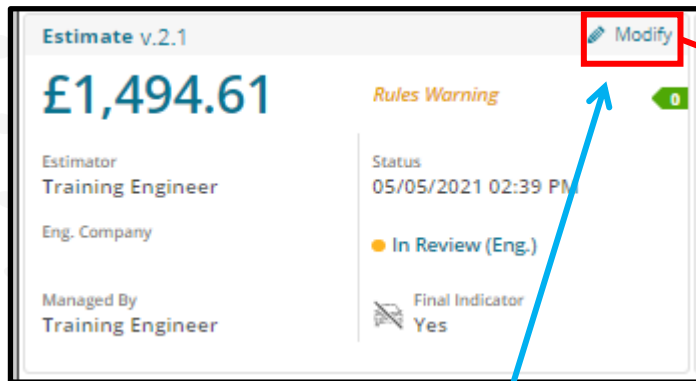 Estimate v.2.1
Modify
£1,494.61
Rules Warning
0
Estimator
Training Engineer
Status
05/05/2021 02:39 PM
Eng. Company
In Review (Eng.)
Managed By
Training Engineer
Final Indicator
Yes